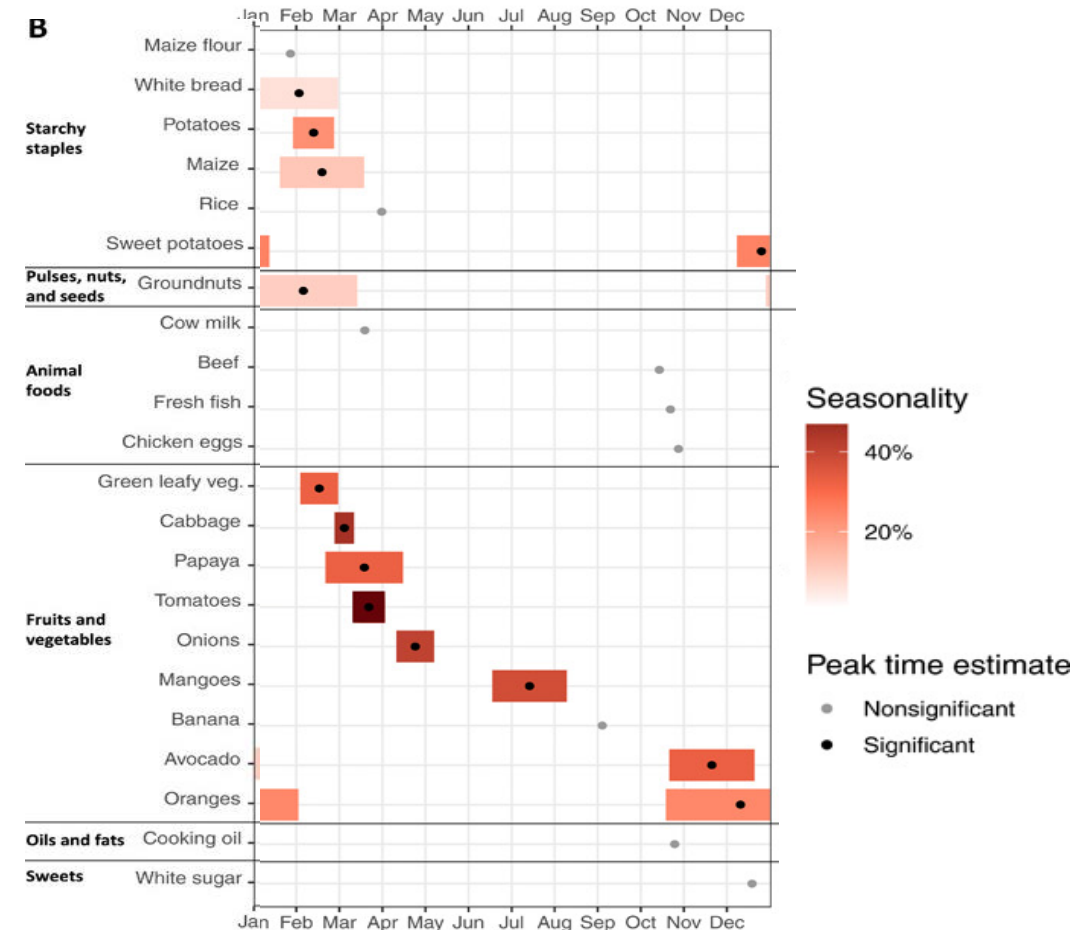 B
Jan Feb Mar Apr May Jun Jul Aug Sep Oct Nov Dec
Maize flour
White bread
Potatoes
Starchy
staples
Maize
Rice
Sweet potatoes
Pulses, nuts,
and seeds
Groundnuts
Cow milk
Beef
Animal
foods
Fresh fish
Chicken eggs
Green leafy veg.
Cabbage
Papaya
Tomatoes
Fruits and
vegetables
Onions
Mangoes
Banana
Avocado
Oranges
Oils and fats
Cooking oil
Sweets
White sugar
Jan Feb Mar Apr May Jun Jul Aug Sep Oct Nov Dec
Seasonality
40%
20%
Peak time estimate
Nonsignificant
Significant